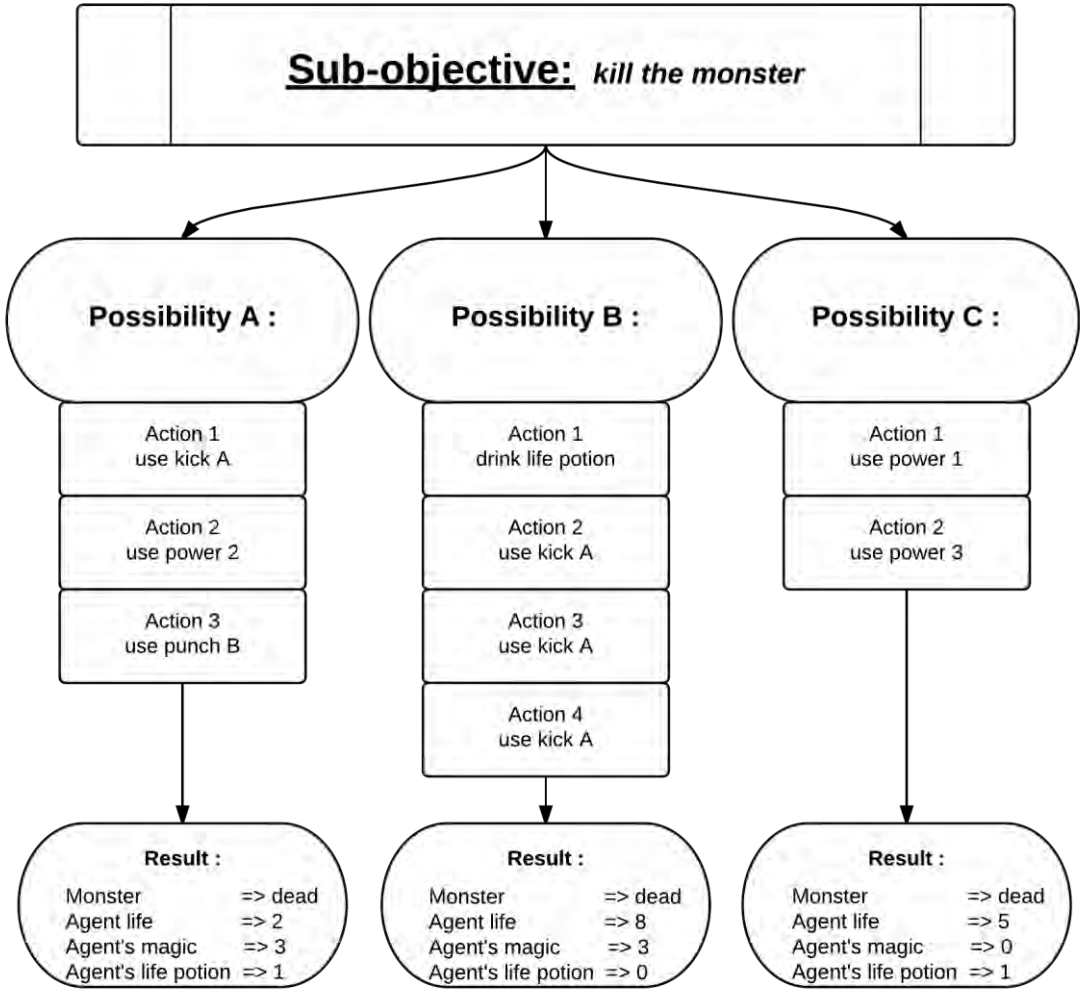 Sub-objective: kill the monster
Possibility A :
Action 1
use kick A
Action 2
use power 2
Action 3
use punch B
Result :
Monster => dead
Agent life => 2
Agent's magic => 3
Agent's life potion => 1
Possibility B :
Action 1
drink life potion
Action 2
use kick A
Action 3
use kick A
Action 4
use kick A
Result :
Monster => dead
Agent life => 8
Agent's magic => 3
Agent's life potion => 0
Possibility C :
Action 1
use power 1
Action 2
use power 3
Result :
Monster => dead
Agent life => 5
Agent's magic => 0
Agent's life potion => 1